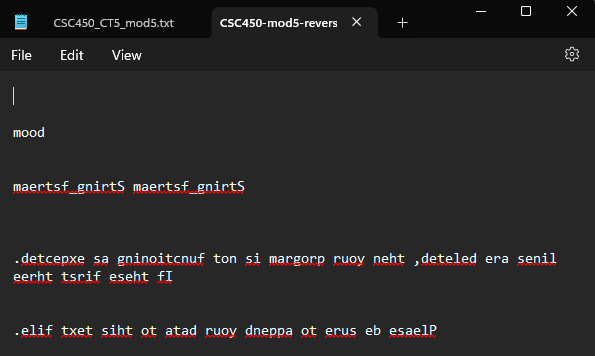 CSC450_CT5_mod5.txt
CSC450-mod5-revers
File Edit View
mood
maertsf_gnirtS maertsf_gnirtS
.detcepxe sa gninoitcnuf ton si margorp ruoy neht ,deteled era senil
eerht tsrif eseht fI
.elif txet siht ot atad ruoy dneppa ot erus eb esaelP